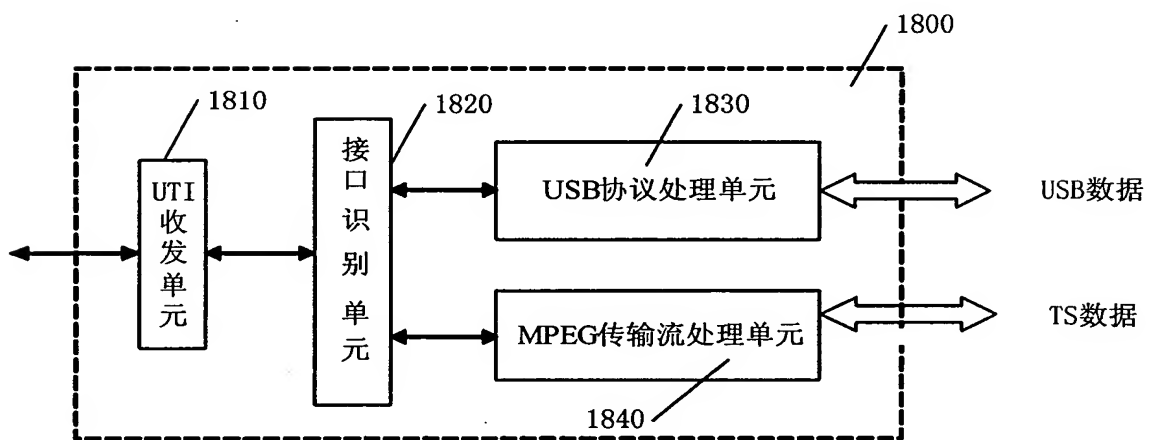 1800
1810
1820
1830
UTI
收发单元
接口识别单元
USB协议处理单元
USB数据
MPEG传输流处理单元
TS数据
1840